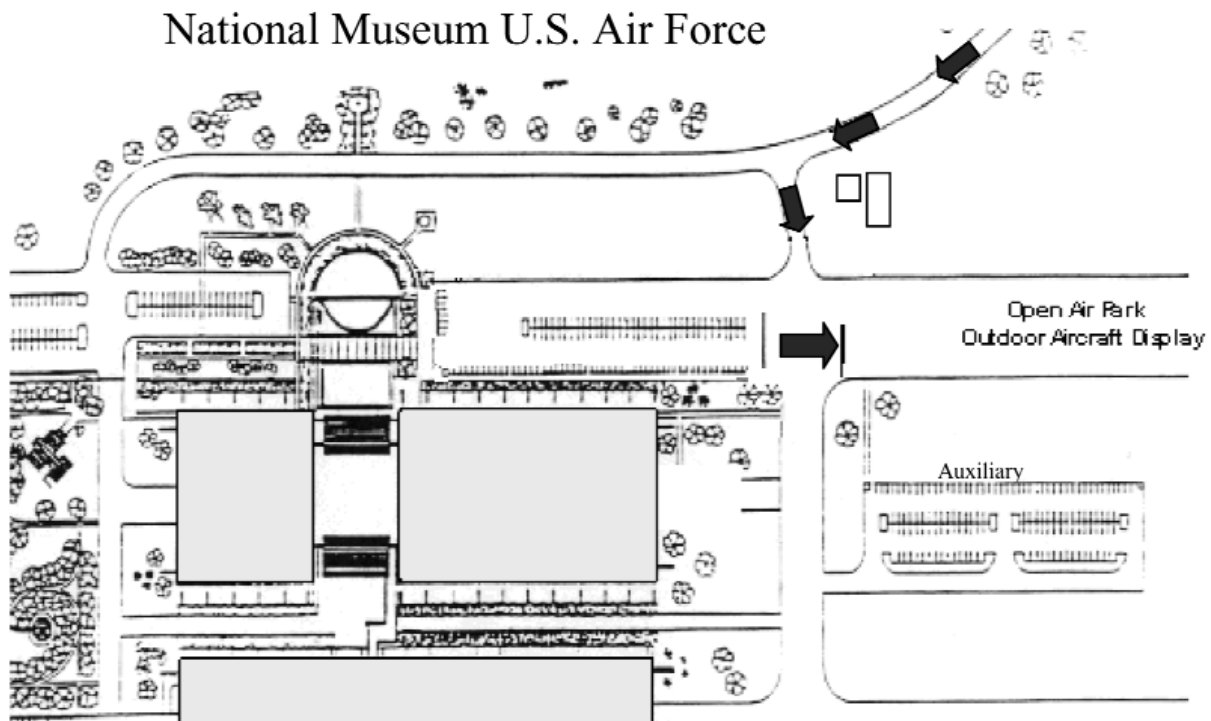 National Museum U.S. Air Force
Open Air Park
Outdoor Aircraft Display
Auxiliary